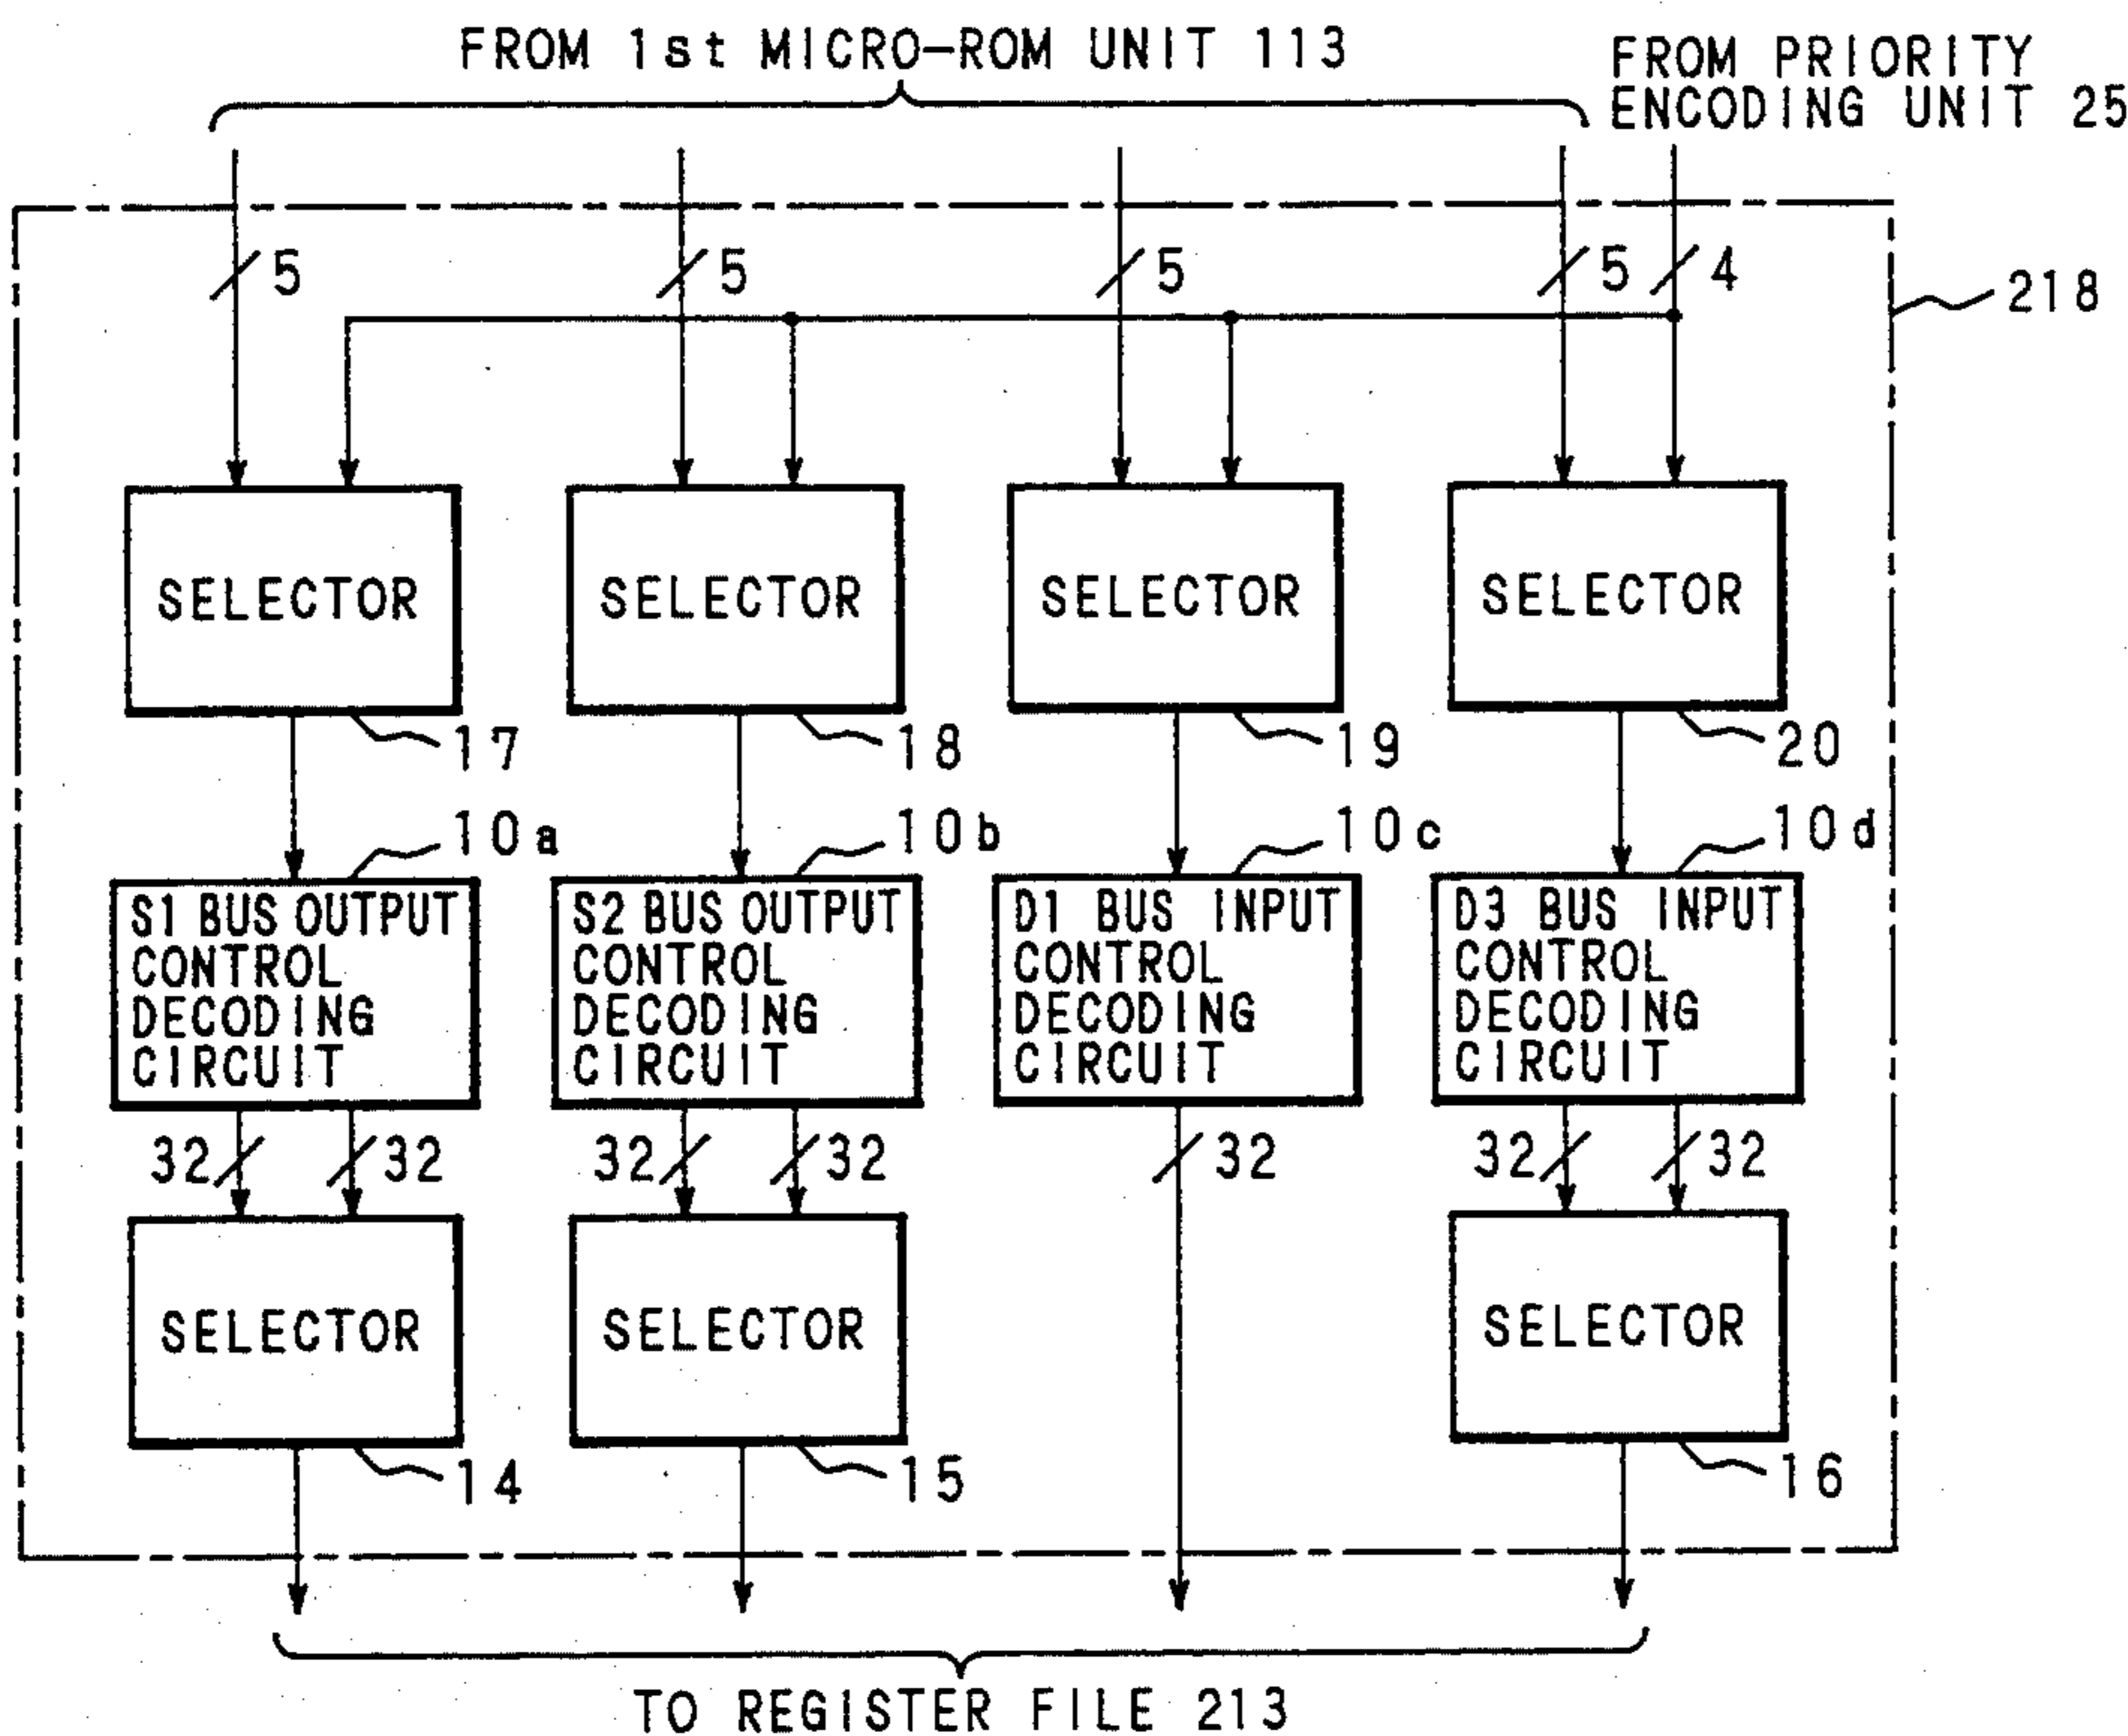 FROM 1st MICRO-ROM UNIT 113
FROM PRIORITY
ENCODING UNIT 25
5
5
5
5
4
218
SELECTOR
SELECTOR
SELECTOR
SELECTOR
17
18
19
20
10a
10b
10c
10d
S1 BUS OUTPUT
CONTROL
DECODING
CIRCUIT
S2 BUS OUTPUT
CONTROL
DECODING
CIRCUIT
D1 BUS INPUT
CONTROL
DECODING
CIRCUIT
D3 BUS INPUT
CONTROL
DECODING
CIRCUIT
32
32
32
32
32
32
32
SELECTOR
SELECTOR
SELECTOR
14
15
16
TO REGISTER FILE 213